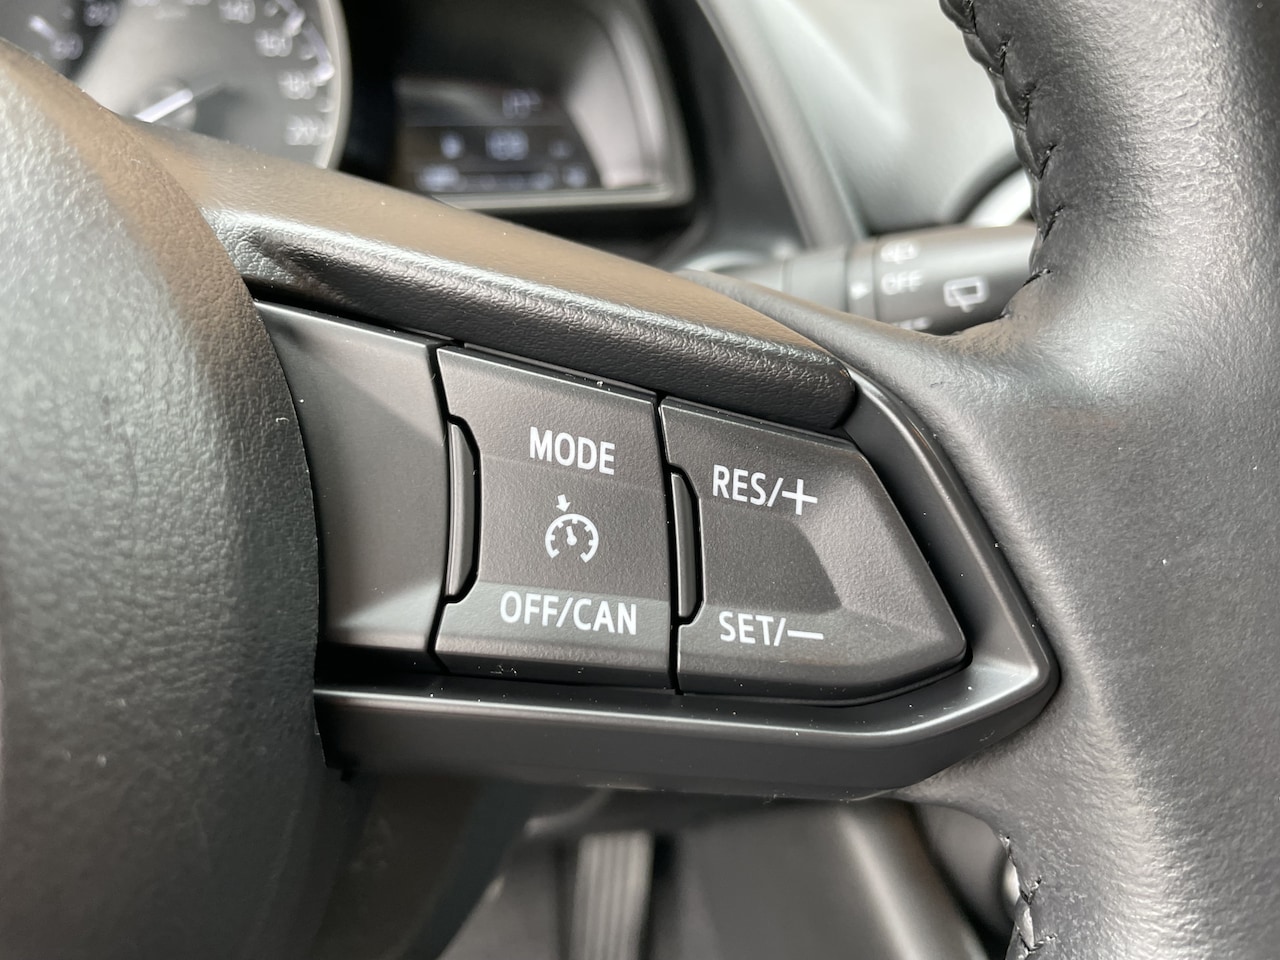 OFF
MODE
OFF/CAN
RES/+
SET/−